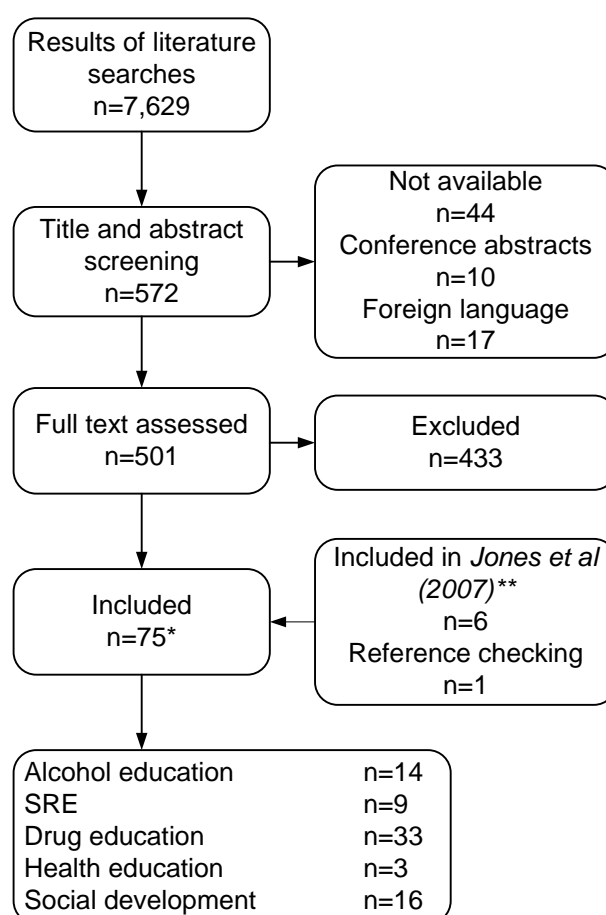 Results of literature
searches
n=7,629
Title and abstract
screening
n=572
Not available
n=44
Conference abstracts
n=10
Foreign language
n=17
Full text assessed
n=501
Excluded
n=433
Included
n=75*
Included in Jones et al
(2007)**
n=6
Reference checking
n=1
Alcohol education n=14
SRE n=9
Drug education n=33
Health education n=3
Social development n=16